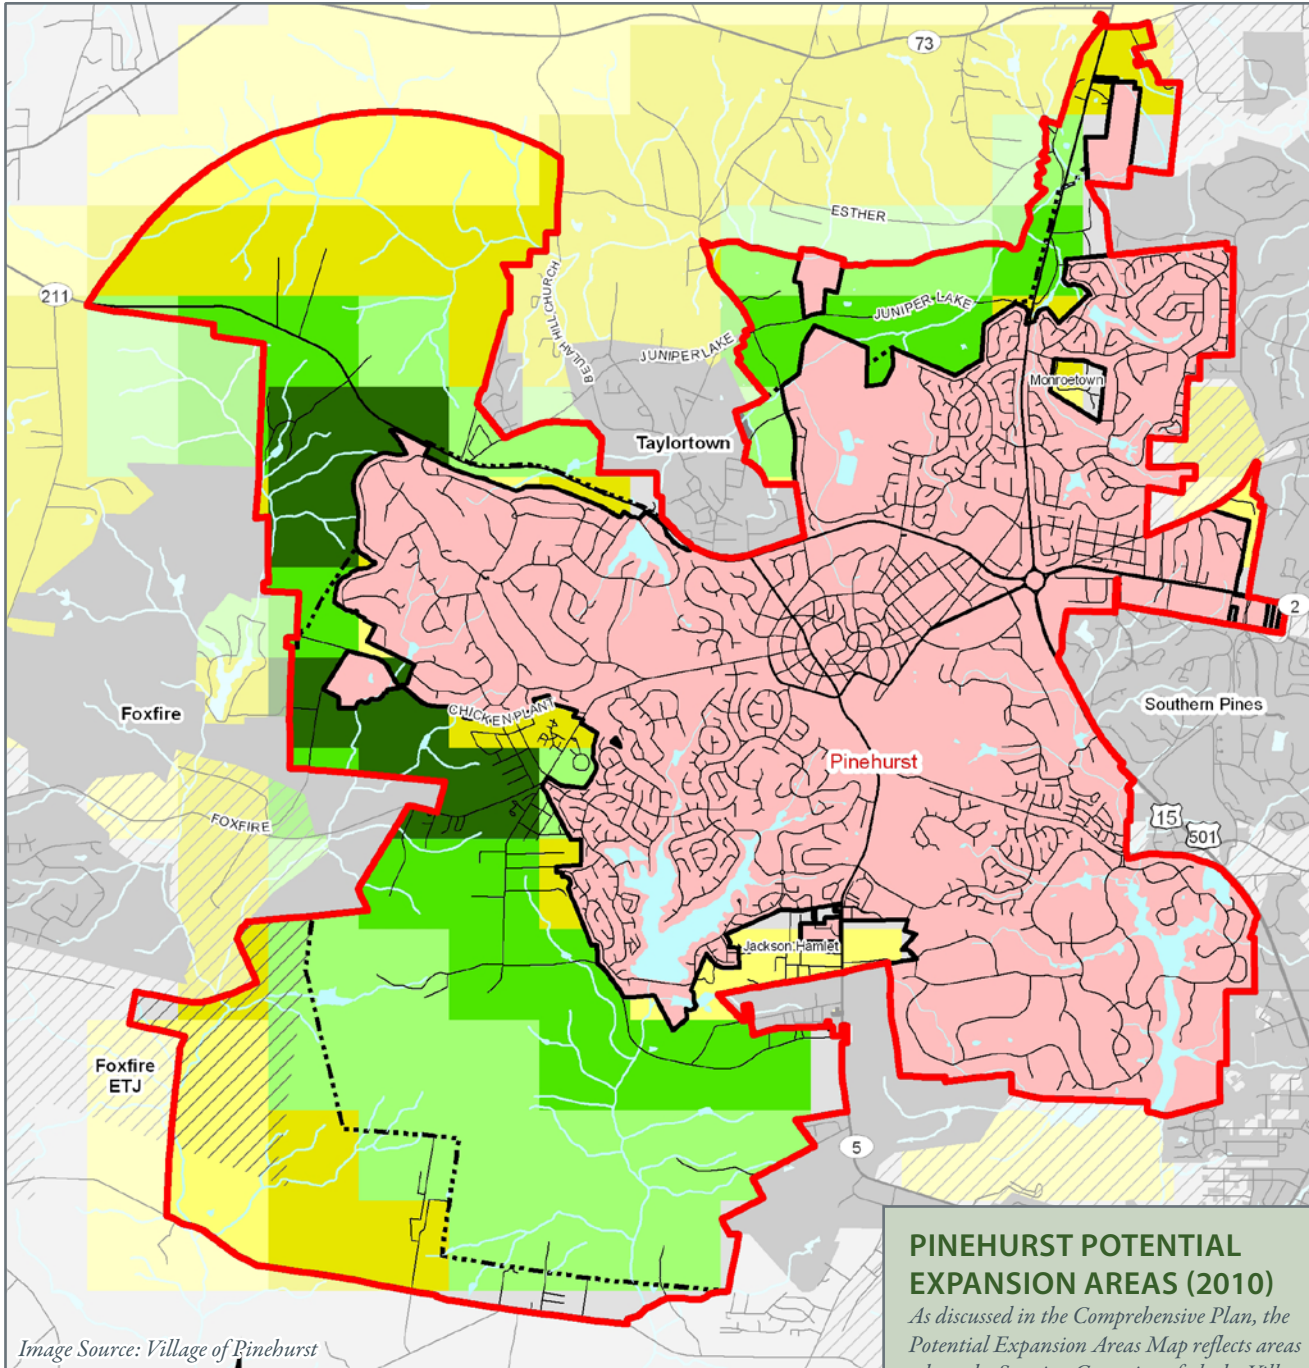 73
ESTHER
211
BEULAH HILL CHURCH
JUNIPER LAKE
JUNIPER LAKE
Monroetown
Taylortown
2
Foxfire
CHICKEN PLANT
Southern Pines
Pinehurst
15
501
FOXFIRE
Jackson Hamlet
Foxfire
ETJ
5
PINEHURST POTENTIAL
EXPANSION AREAS (2010)
As discussed in the Comprehensive Plan, the
Potential Expansion Areas Map reflects areas
Image Source: Village of Pinehurst